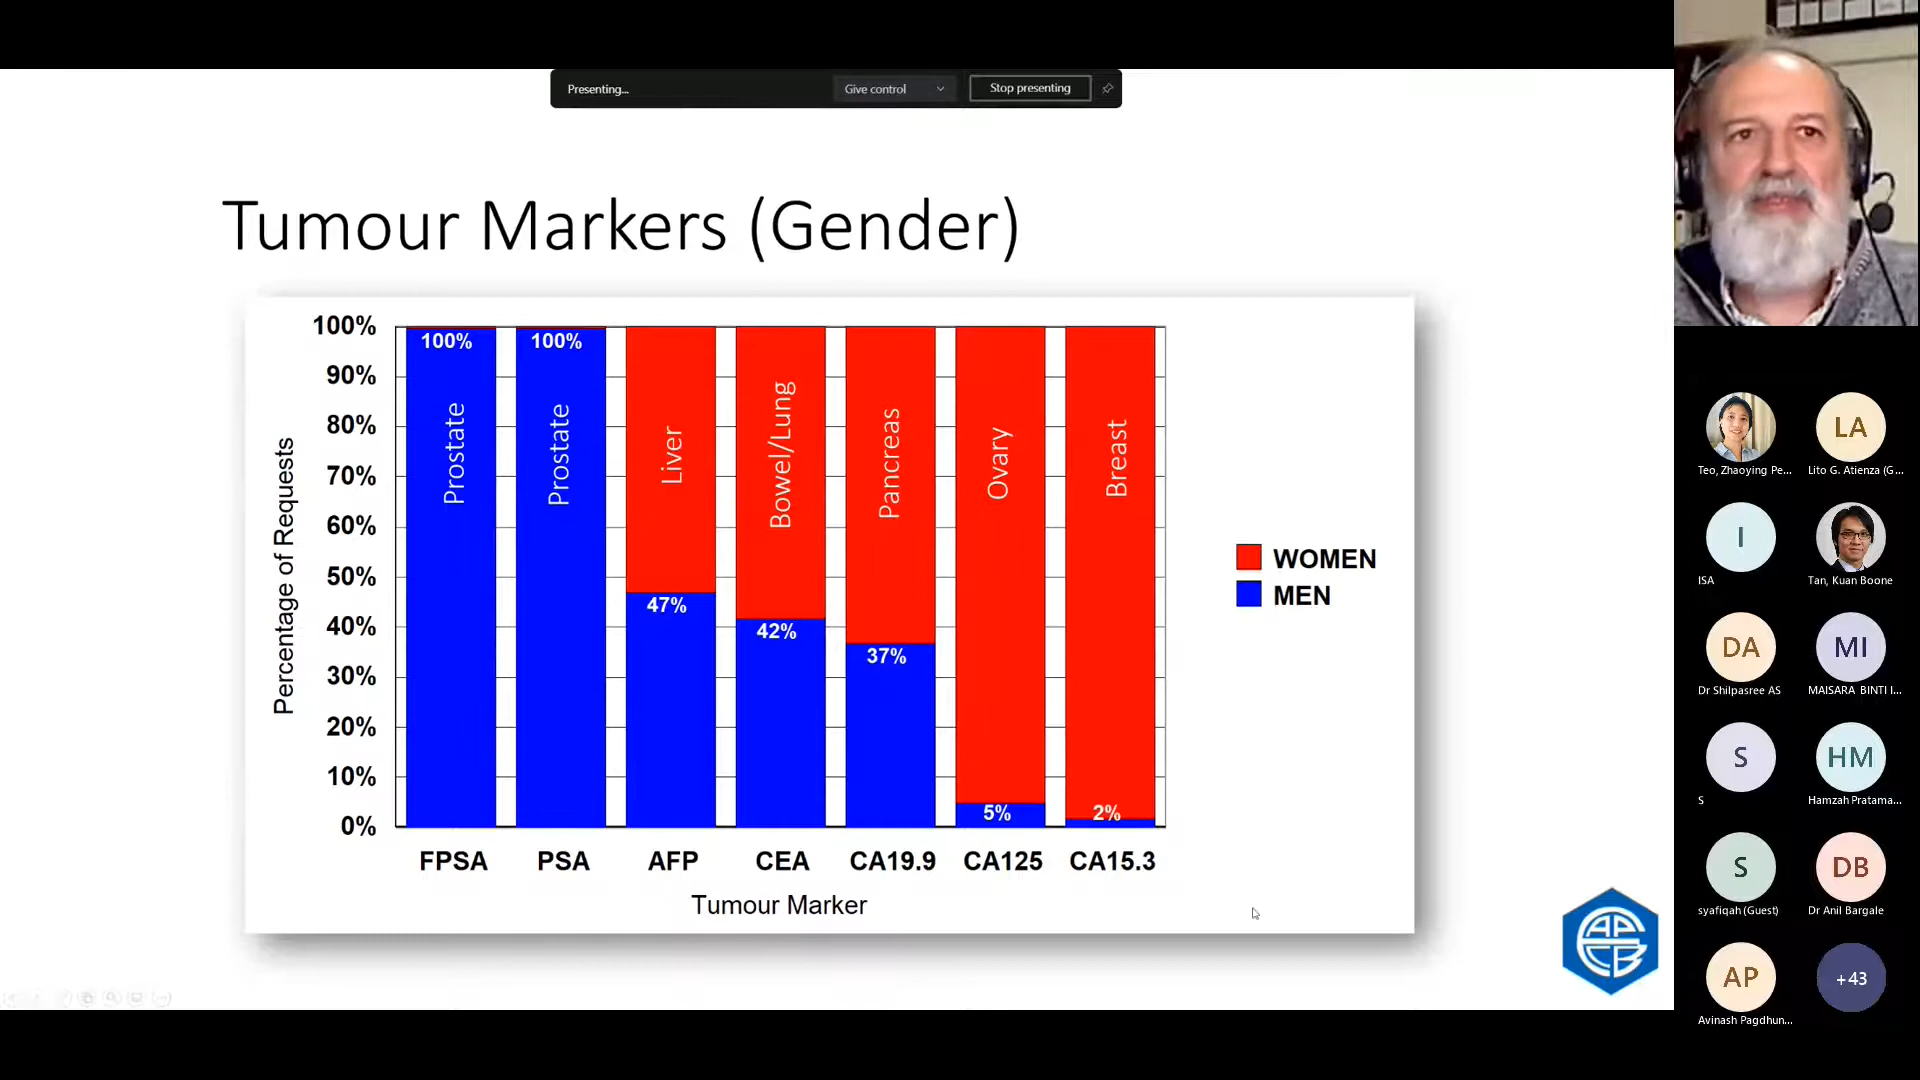 Presenting...
Give control
Stop presenting
Tumour Markers (Gender)
Percentage of Requests
100%
90%
80%
70%
60%
50%
40%
30%
20%
10%
0%
100%
100%
47%
42%
37%
5%
2%
Prostate
Prostate
Liver
Bowel/Lung
Pancreas
Ovary
Breast
FPSA
PSA
AFP
CEA
CA19.9
CA125
CA15.3
Tumour Marker
WOMEN
MEN
APFCB
Teo, Zhaoying Pe...
LA
Lito G. Atienza (G...
I
ISA
Tan, Kuan Boone
DA
Dr Shilpasree AS
MI
MAISARA BINTI I...
S
S
HM
Hamzah Pratama...
S
syafiqah (Guest)
DB
Dr Anil Bargale
AP
Avinash Pagdhun...
+43